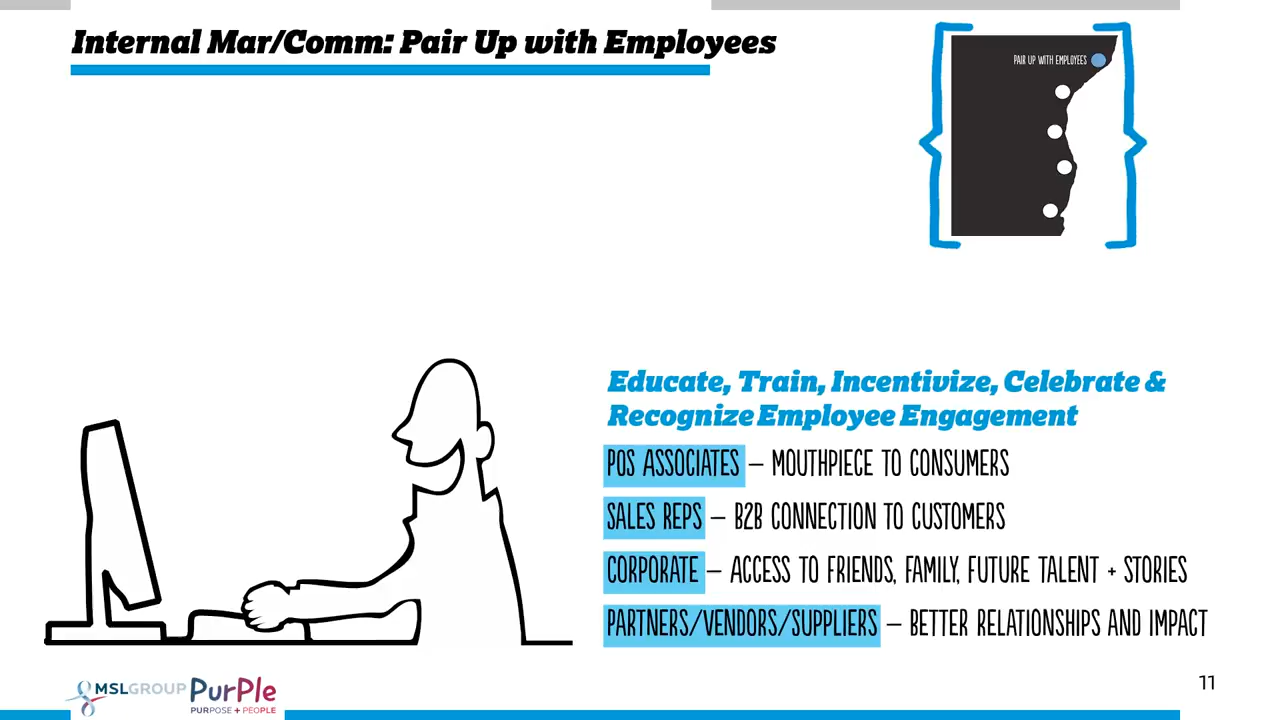 Internal Mar/Comm: Pair Up with Employees
PAIR UP WITH EMPLOYEES
Educate, Train, Incentivize, Celebrate &
Recognize Employee Engagement
POS ASSOCIATES – MOUTHPIECE TO CONSUMERS
SALES REPS – B2B CONNECTION TO CUSTOMERS
CORPORATE – ACCESS TO FRIENDS, FAMILY, FUTURE TALENT + STORIES
PARTNERS/VENDORS/SUPPLIERS – BETTER RELATIONSHIPS AND IMPACT
MSLGROUP PurPle
PURPOSE + PEOPLE
11